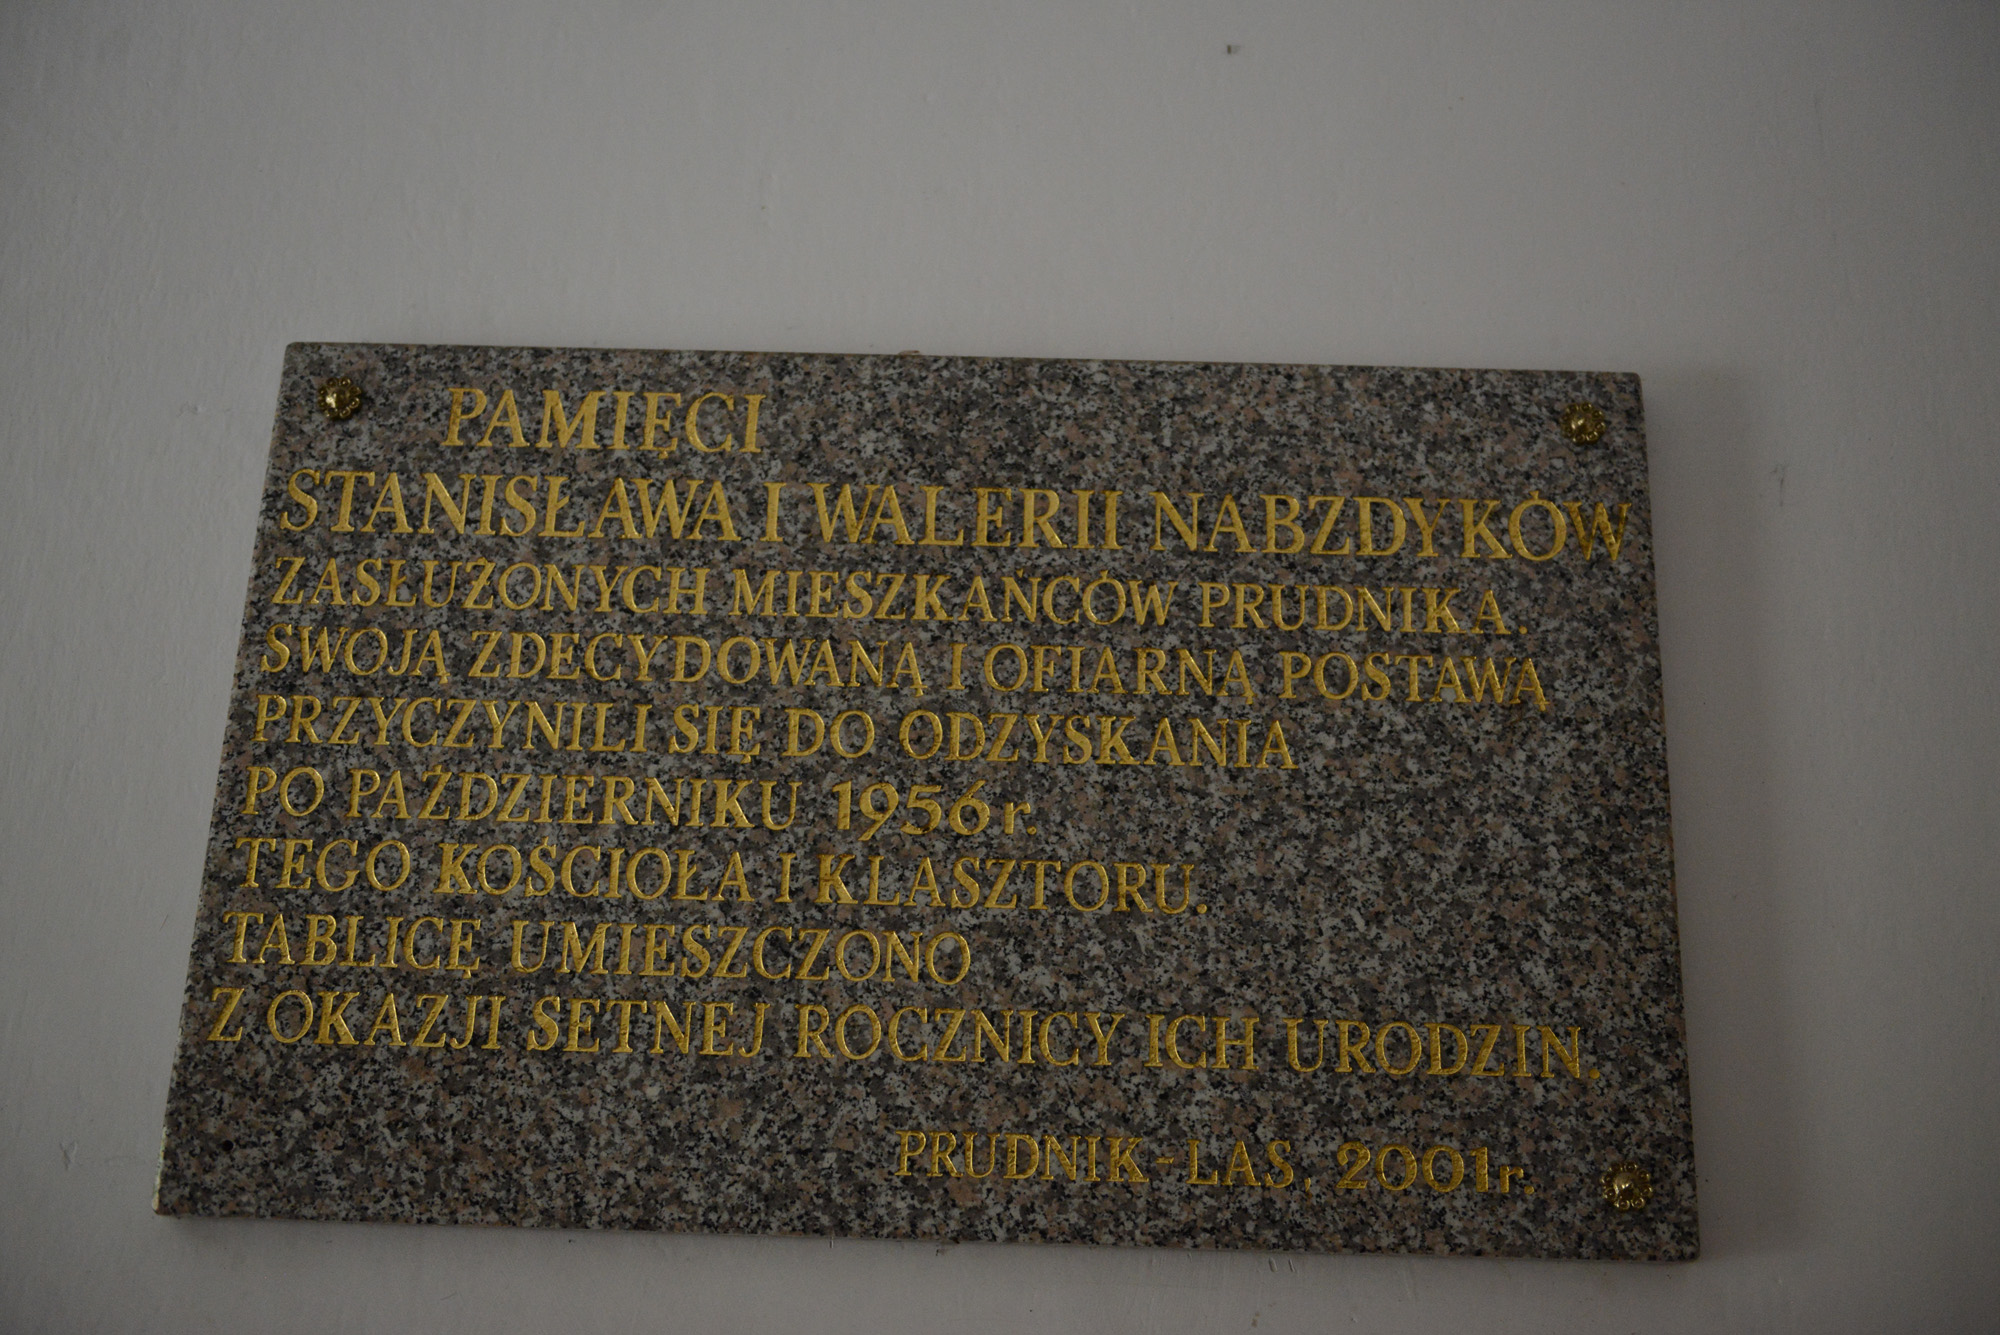 PAMIĘCI
STANISŁAWA I WALERII NABZDYKÓW
ZASŁUŻONYCH MIESZKAŃCÓW PRUDNIKA.
SWOJĄ ZDECYDOWANĄ I OFIARNĄ POSTAWĄ
PRZYCZYNILI SIĘ DO ODZYSKANIA
PO PAŹDZIERNIKU 1956 r.
TEGO KOŚCIOŁA I KLASZTORU.
TABLICĘ UMIESZCZONO
Z OKAZJI SETNEJ ROCZNICY ICH URODZIN.
PRUDNIK-LAS, 2001r.